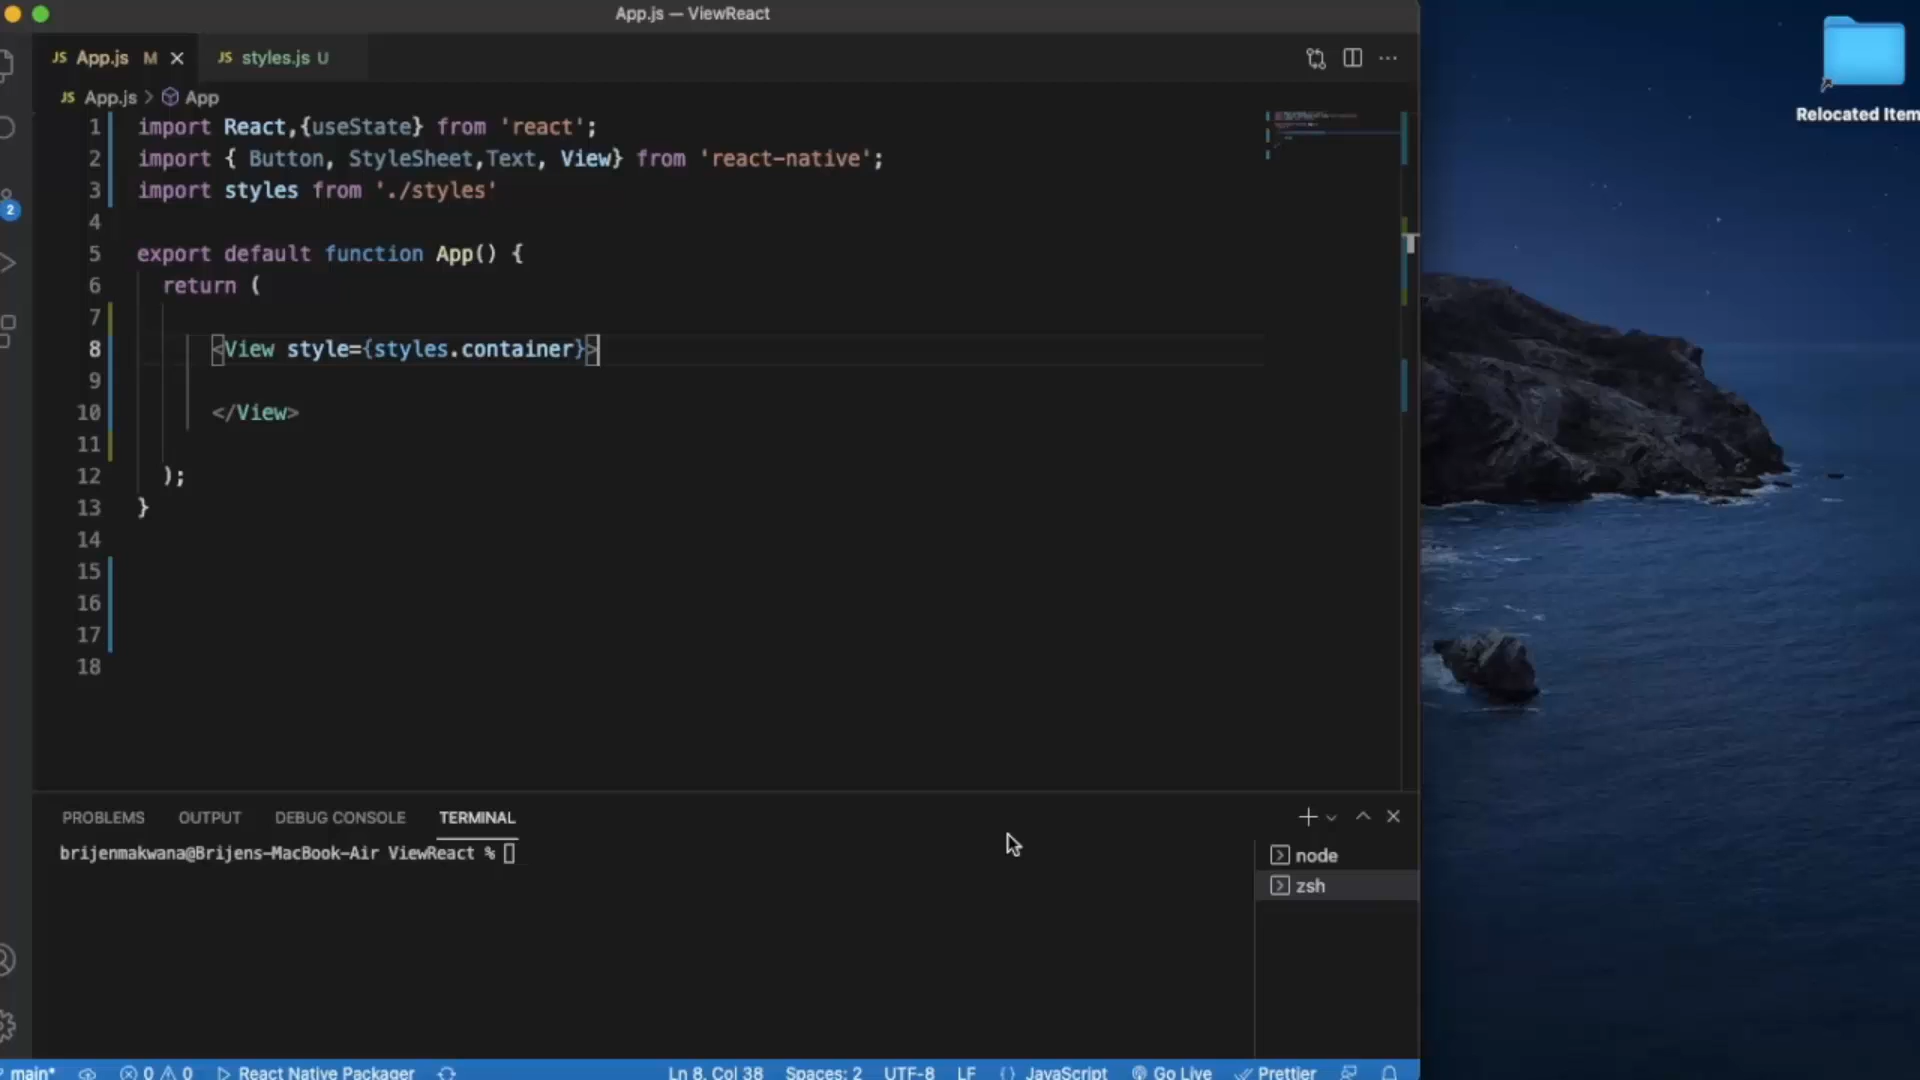 App.js — ViewReact
JS App.js M
JS styles.js U
JS App.js > App
1 import React,{useState} from 'react';
2 import { Button, StyleSheet,Text, View} from 'react-native';
3 import styles from './styles'
4
5 export default function App() {
6 return (
7
8 <View style={styles.container}>
9
10 </View>
11
12 );
13 }
14
15
16
17
18
2
Relocated Item
PROBLEMS OUTPUT DEBUG CONSOLE TERMINAL
brijenmakwana@Brijens-MacBook-Air ViewReact %
node
zsh
main* 0 0 React Native Packager Ln 8, Col 38 Spaces: 2 UTF-8 LF {} JavaScript Go Live Prettier